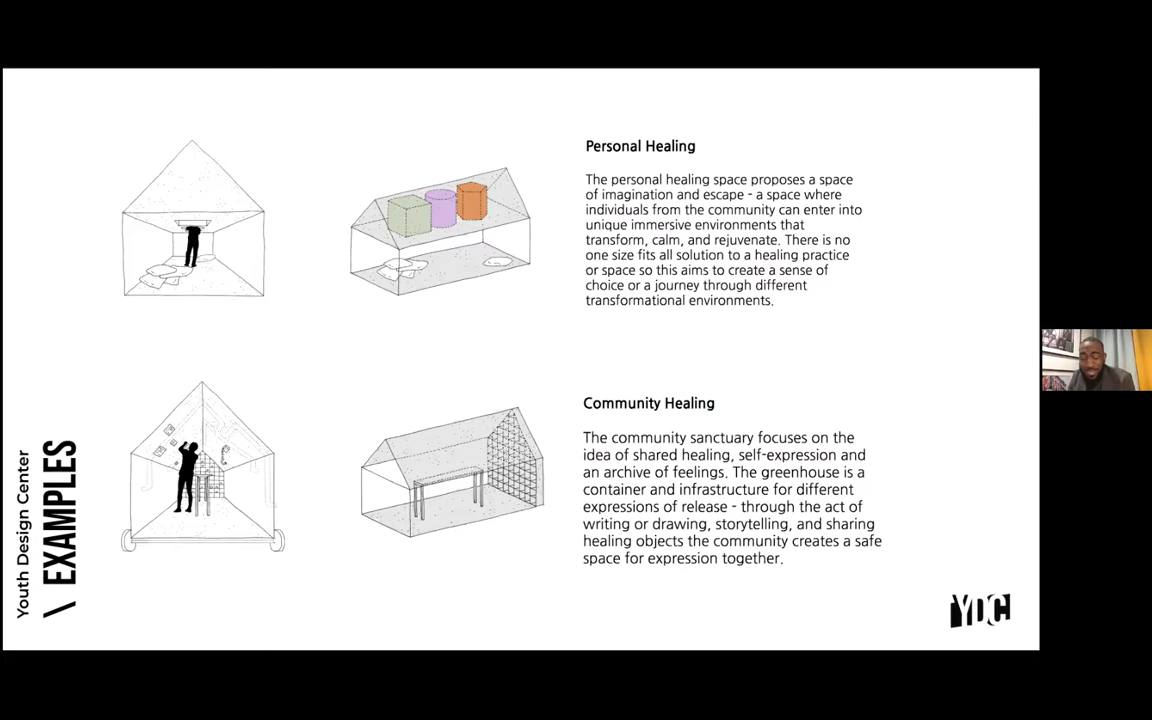 Personal Healing
The personal healing space proposes a space
of imagination and escape - a space where
individuals from the community can enter into
unique immersive environments that
transform, calm, and rejuvenate. There is no
one size fits all solution to a healing practice
or space so this aims to create a sense of
choice or a journey through different
transformational environments.
Community Healing
The community sanctuary focuses on the
idea of shared healing, self-expression and
an archive of feelings. The greenhouse is a
container and infrastructure for different
expressions of release - through the act of
writing or drawing, storytelling, and sharing
healing objects the community creates a safe
space for expression together.
Youth Design Center
\ EXAMPLES
YDC